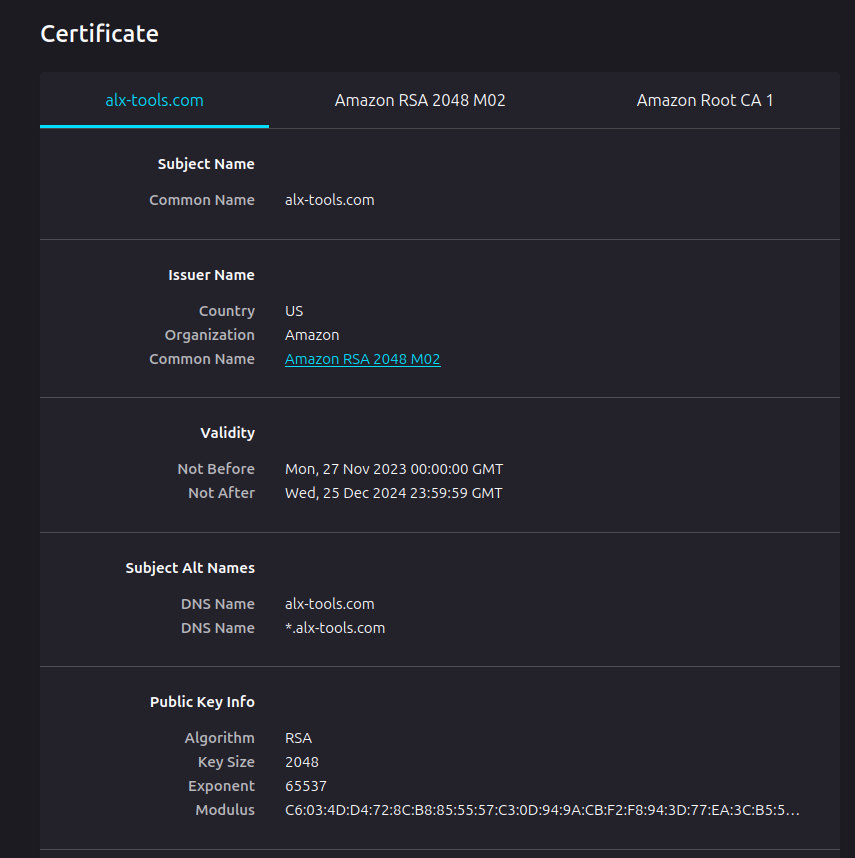 Certificate
alx-tools.com Amazon RSA 2048 M02 Amazon Root CA 1
Subject Name
Common Name alx-tools.com
Issuer Name
Country US
Organization Amazon
Common Name Amazon RSA 2048 M02
Validity
Not Before Mon, 27 Nov 2023 00:00:00 GMT
Not After Wed, 25 Dec 2024 23:59:59 GMT
Subject Alt Names
DNS Name alx-tools.com
DNS Name *.alx-tools.com
Public Key Info
Algorithm RSA
Key Size 2048
Exponent 65537
Modulus C6:03:4D:D4:72:8C:B8:85:55:57:C3:0D:94:9A:CB:F2:F8:94:3D:77:EA:3C:B5:5…